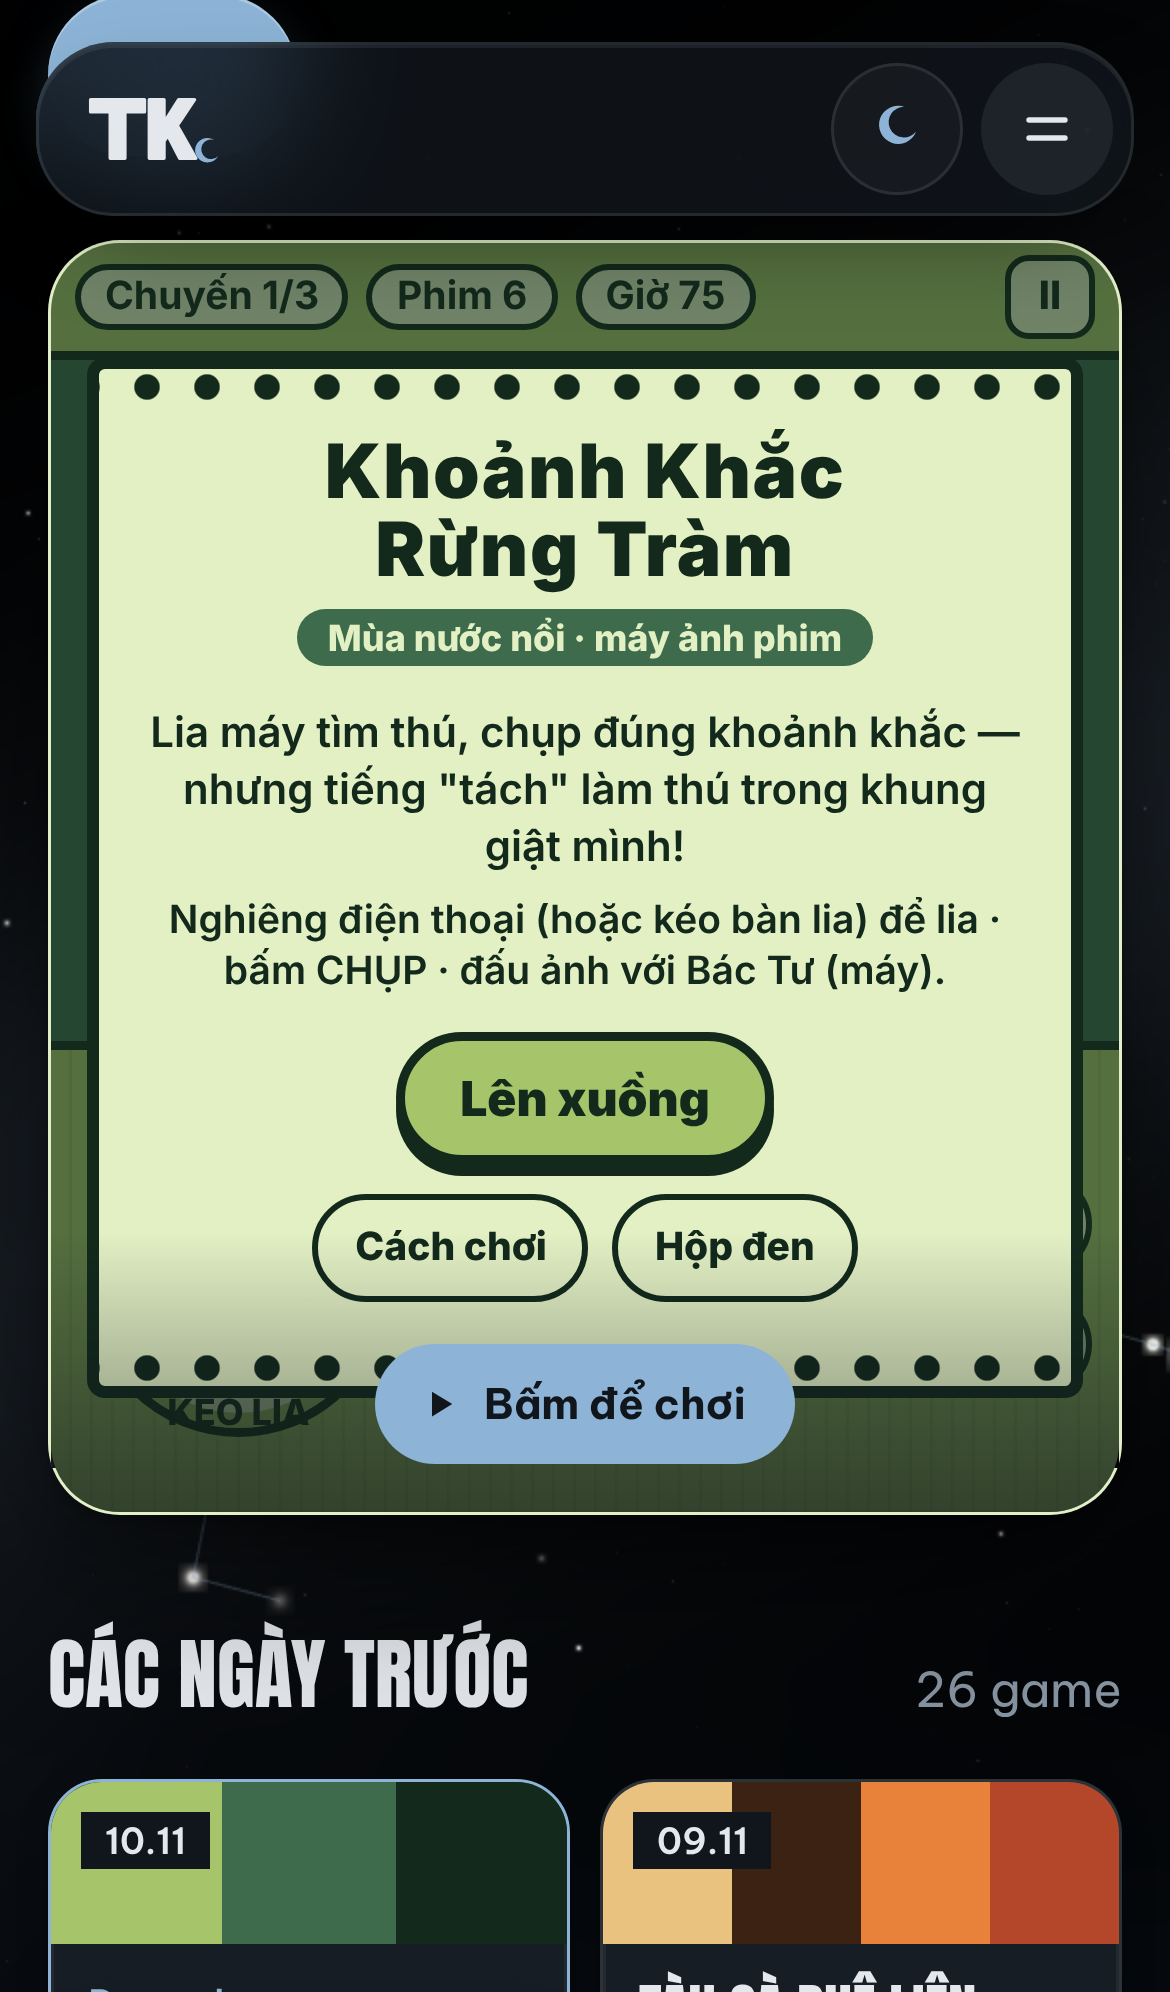 TK
Chuyến 1/3 Phim 6 Giờ 75 II
Khoảnh Khắc
Rừng Tràm
Mùa nước nổi · máy ảnh phim
Lia máy tìm thú, chụp đúng khoảnh khắc —
nhưng tiếng "tách" làm thú trong khung
giật mình!
Nghiêng điện thoại (hoặc kéo bàn lia) để lia ·
bấm CHỤP · đấu ảnh với Bác Tư (máy).
Lên xuồng
Cách chơi Hộp đen
KÉO LIA
Bấm để chơi
CÁC NGÀY TRƯỚC
26 game
10.11 09.11